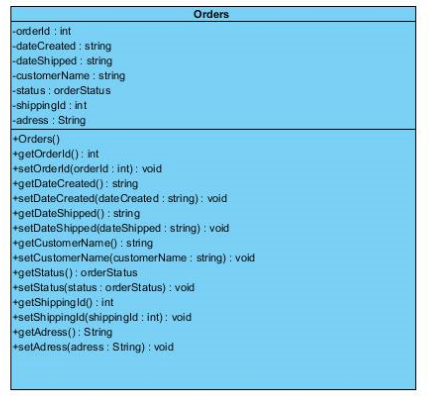 Orders
-orderId : int
-dateCreated : string
-dateShipped : string
-customerName : string
-status : orderStatus
-shippingId : int
-adress : String
+Orders()
+getOrderId() : int
+setOrderId(orderId : int) : void
+getDateCreated() : string
+setDateCreated(dateCreated : string) : void
+getDateShipped() : string
+setDateShipped(dateShipped : string) : void
+getCustomerName() : string
+setCustomerName(customerName : string) : void
+getStatus() : orderStatus
+setStatus(status : orderStatus) : void
+getShippingId() : int
+setShippingId(shippingId : int) : void
+getAdress() : String
+setAdress(adress : String) : void